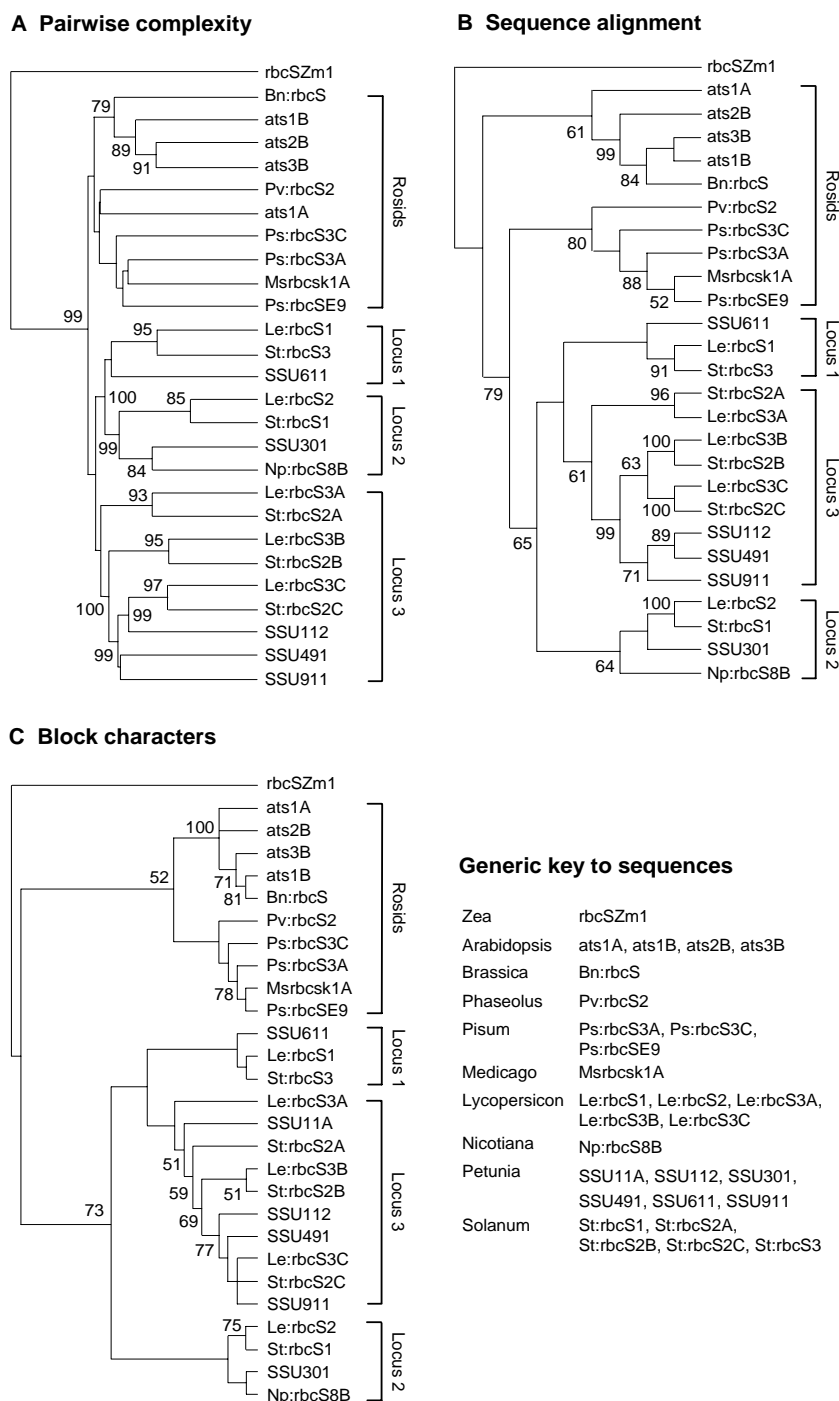 A Pairwise complexity
rbcSZm1
Bn:rbcS
79
ats1B
ats2B
89
ats3B
91
Pv:rbcS2
ats1A
Ps:rbcS3C
Ps:rbcS3A
Msrbcsk1A
Ps:rbcSE9
Rosids
99
Le:rbcS1
95
St:rbcS3
SSU611
Locus 1
100
Le:rbcS2
85
St:rbcS1
SSU301
99
Np:rbcS8B
84
Locus 2
Le:rbcS3A
93
St:rbcS2A
Le:rbcS3B
95
St:rbcS2B
Le:rbcS3C
97
St:rbcS2C
100
99
SSU112
SSU491
99
SSU911
Locus 3
B Sequence alignment
rbcSZm1
ats1A
ats2B
61
ats3B
99
ats1B
84
Bn:rbcS
Pv:rbcS2
Ps:rbcS3C
80
Ps:rbcS3A
Msrbcsk1A
88
Ps:rbcSE9
52
Rosids
SSU611
Le:rbcS1
St:rbcS3
91
Locus 1
79
St:rbcS2A
96
Le:rbcS3A
Le:rbcS3B
100
St:rbcS2B
63
61
Le:rbcS3C
St:rbcS2C
100
99
SSU112
89
SSU491
SSU911
71
Locus 3
65
Le:rbcS2
100
St:rbcS1
SSU301
Np:rbcS8B
64
Locus 2
C Block characters
rbcSZm1
ats1A
ats2B
100
ats3B
ats1B
71
Bn:rbcS
81
52
Pv:rbcS2
Ps:rbcS3C
Ps:rbcS3A
Msrbcsk1A
78
Ps:rbcSE9
Rosids
SSU611
Le:rbcS1
St:rbcS3
Locus 1
Le:rbcS3A
SSU11A
St:rbcS2A
51
Le:rbcS3B
59
St:rbcS2B
51
SSU112
69
SSU491
77
Le:rbcS3C
St:rbcS2C
SSU911
Locus 3
73
Le:rbcS2
75
St:rbcS1
SSU301
Np:rbcS8B
Locus 2
Generic key to sequences
Zea rbcSZm1
Arabidopsis ats1A, ats1B, ats2B, ats3B
Brassica Bn:rbcS
Phaseolus Pv:rbcS2
Pisum Ps:rbcS3A, Ps:rbcS3C,
Ps:rbcSE9
Medicago Msrbcsk1A
Lycopersicon Le:rbcS1, Le:rbcS2, Le:rbcS3A,
Le:rbcS3B, Le:rbcS3C
Nicotiana Np:rbcS8B
Petunia SSU11A, SSU112, SSU301,
SSU491, SSU611, SSU911
Solanum St:rbcS1, St:rbcS2A,
St:rbcS2B, St:rbcS2C, St:rbcS3